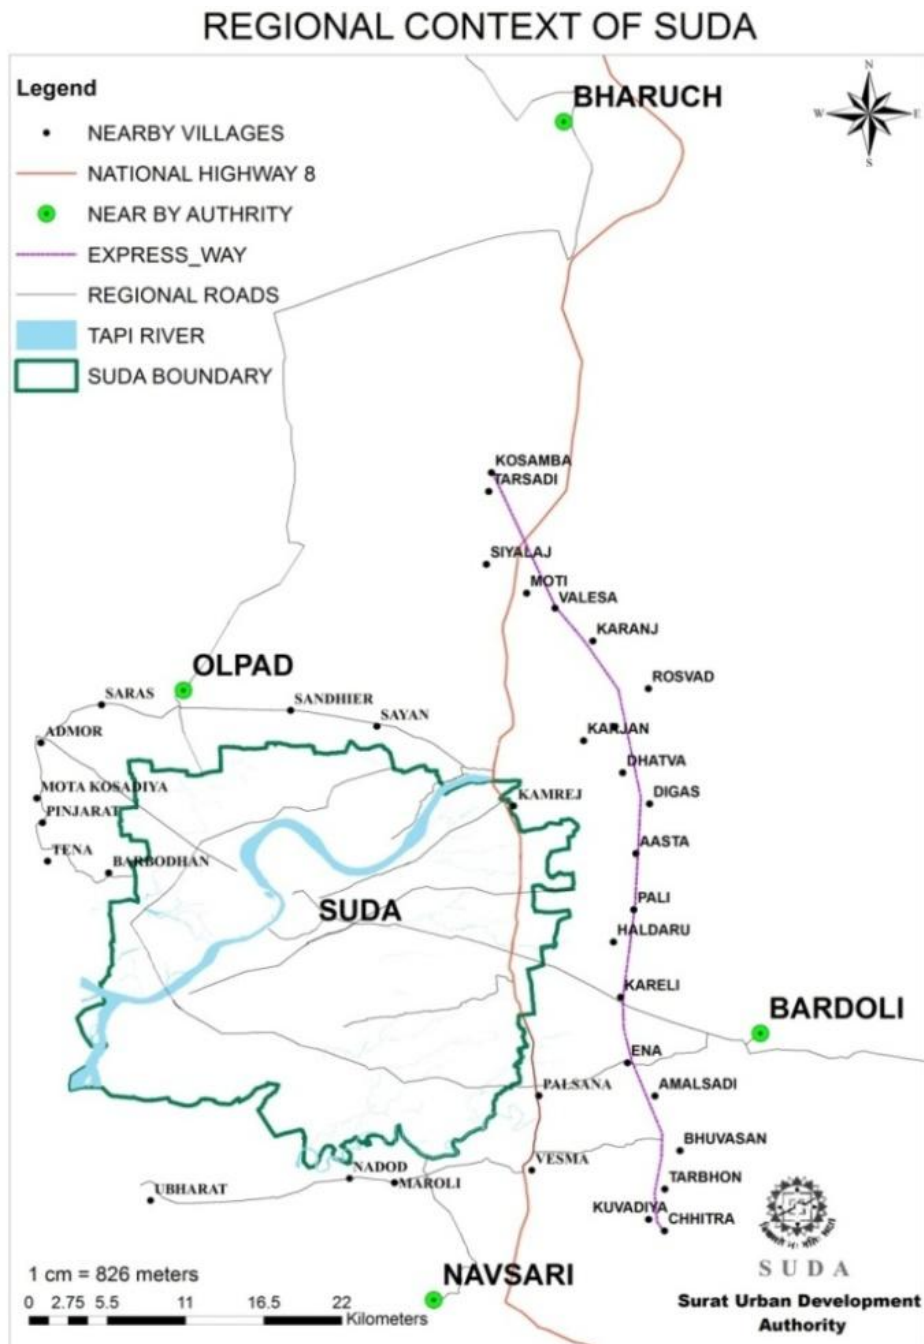 REGIONAL CONTEXT OF SUDA
Legend
NEARBY VILLAGES
NATIONAL HIGHWAY 8
NEAR BY AUTHRITY
EXPRESS_WAY
REGIONAL ROADS
TAPI RIVER
SUDA BOUNDARY
N
W E
S
BHARUCH
KOSAMBA
TARSADI
SIYALAJ
MOTI
VALESA
KARANJ
OLPAD
ROSVAD
SARAS
SANDHIER
SAYAN
ADMOR
KARJAN
DHATVA
MOTA KOSADIYA
KAMREJ
DIGAS
PINJARAT
TENA
AASTA
BARBODHAN
SUDA
PALI
HALDARU
KARELI
BARDOLI
ENA
PALSANA
AMALSADI
BHUVASAN
VESMA
NADOD
MAROLI
TARBHON
UBHARAT
KUVADIYA
CHHITRA
NAVSARI
1 cm = 826 meters
0 2.75 5.5 11 16.5 22
Kilometers
SUDA
Surat Urban Development
Authority